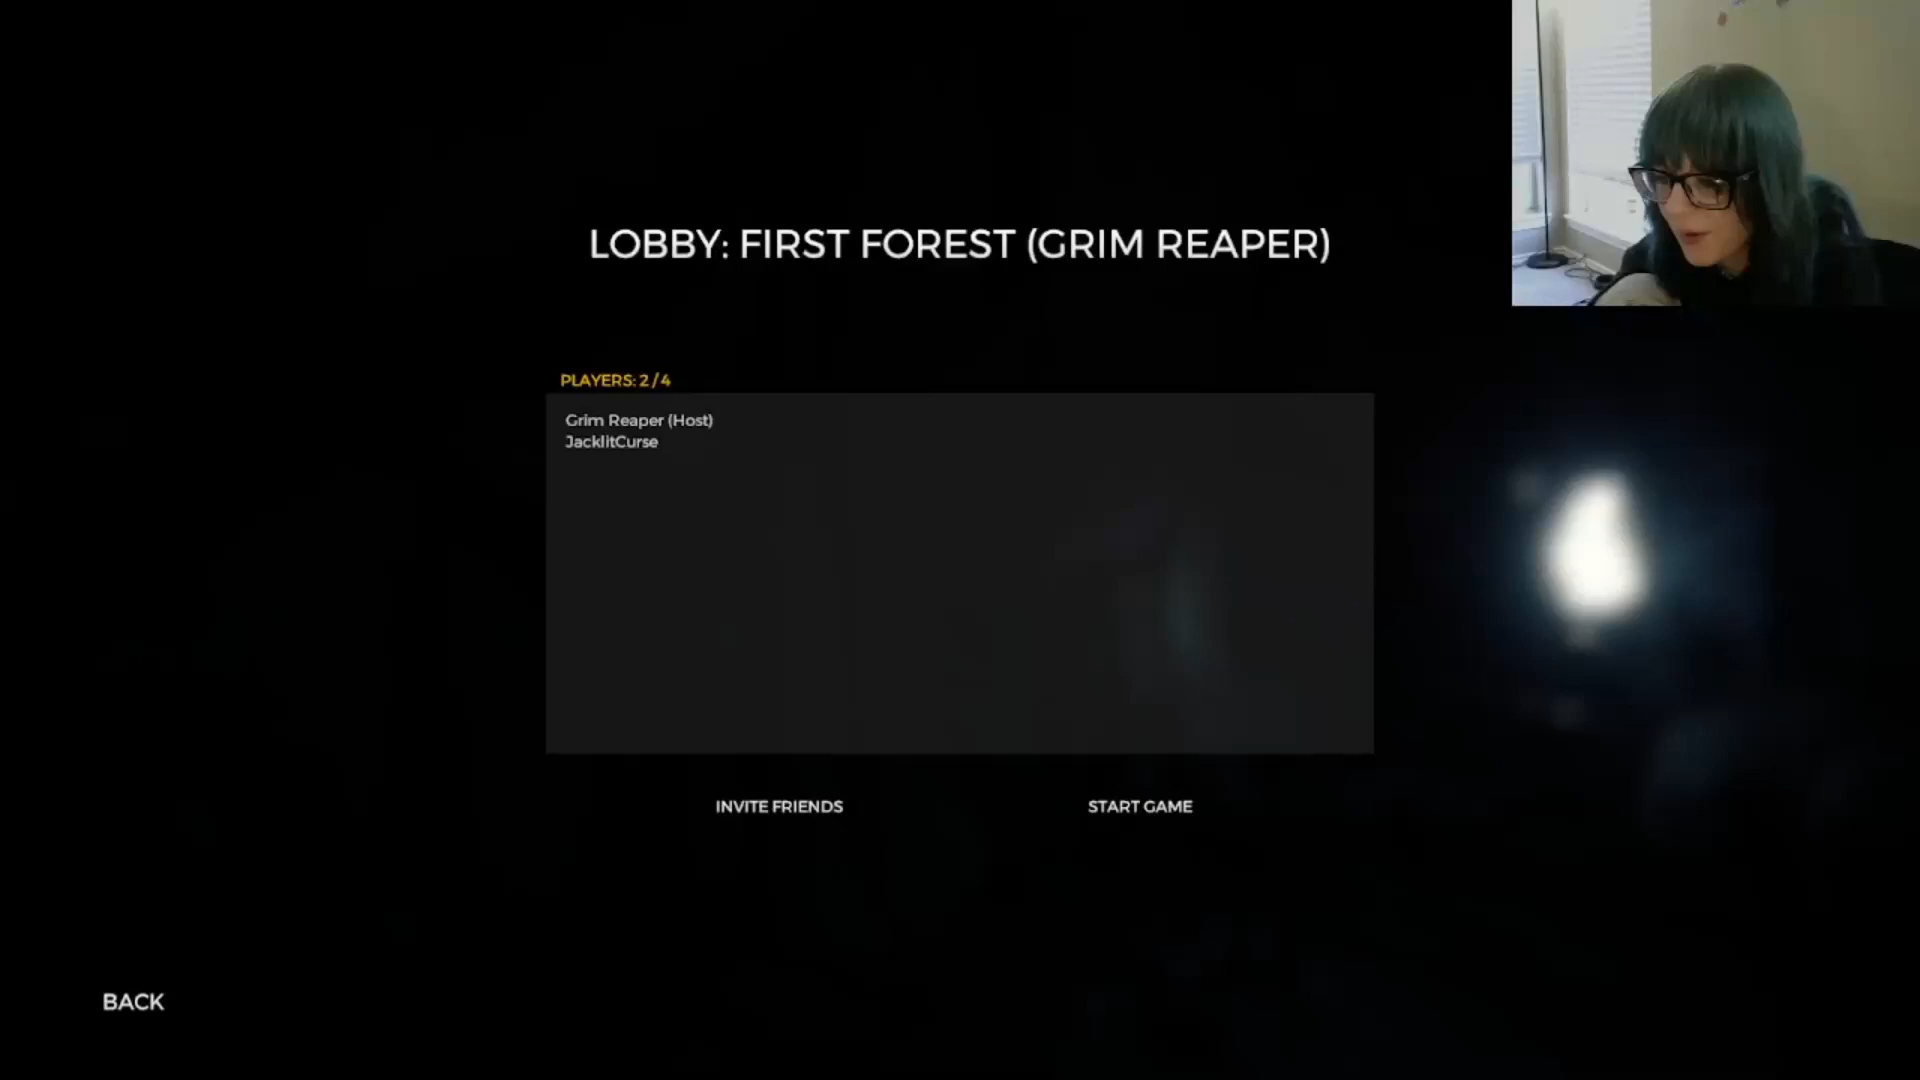 LOBBY: FIRST FOREST (GRIM REAPER)
PLAYERS: 2 / 4
Grim Reaper (Host)
JacklitCurse
INVITE FRIENDS
START GAME
BACK